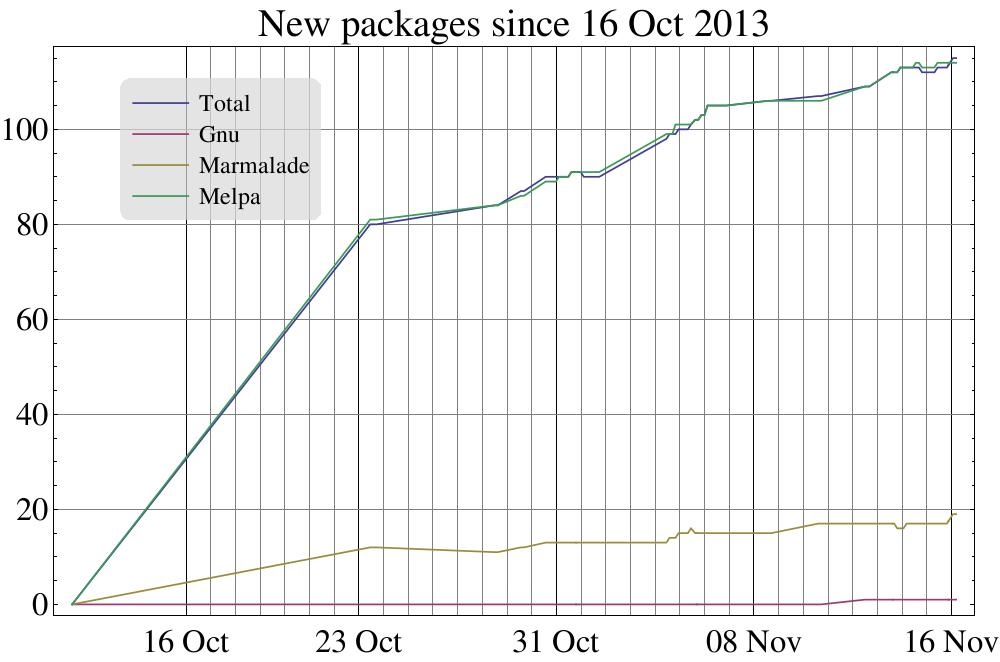 New packages since 16 Oct 2013
Total
Gnu
Marmalade
Melpa
100
80
60
40
20
0
16 Oct 23 Oct 31 Oct 08 Nov 16 Nov